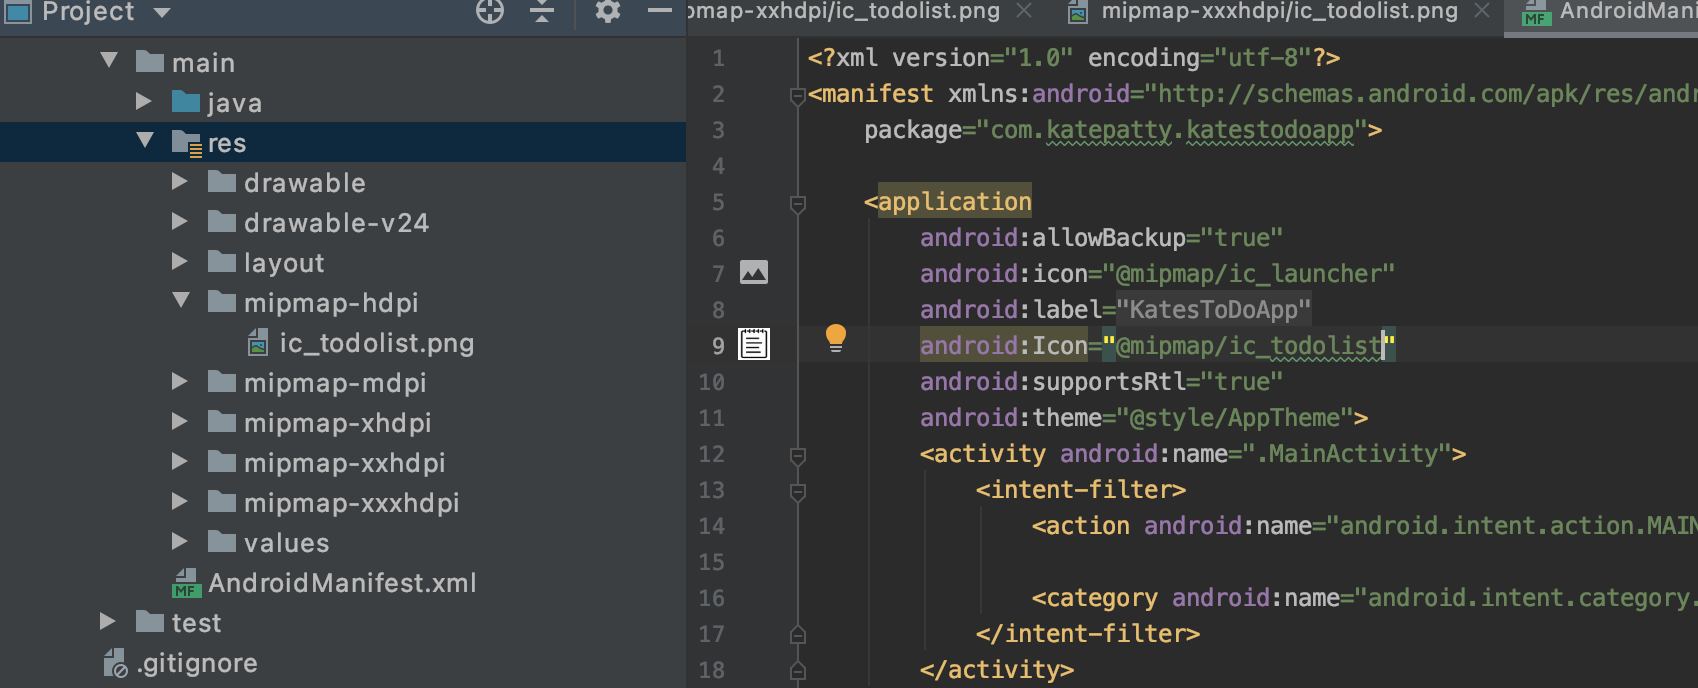 Project
main
java
res
drawable
drawable-v24
layout
mipmap-hdpi
ic_todolist.png
mipmap-mdpi
mipmap-xhdpi
mipmap-xxhdpi
mipmap-xxxhdpi
values
MF AndroidManifest.xml
test
.gitignore
pmap-xxhdpi/ic_todolist.png mipmap-xxxhdpi/ic_todolist.png MF AndroidMani
1 <?xml version="1.0" encoding="utf-8"?>
2 <manifest xmlns:android="http://schemas.android.com/apk/res/andr
3 package="com.katepatty.katestodoapp">
4
5 <application
6 android:allowBackup="true"
7 android:icon="@mipmap/ic_launcher"
8 android:label="KatesToDoApp"
9 android:Icon="@mipmap/ic_todolist"
10 android:supportsRtl="true"
11 android:theme="@style/AppTheme">
12 <activity android:name=".MainActivity">
13 <intent-filter>
14 <action android:name="android.intent.action.MAIN
15
16 <category android:name="android.intent.category.
17 </intent-filter>
18 </activity>